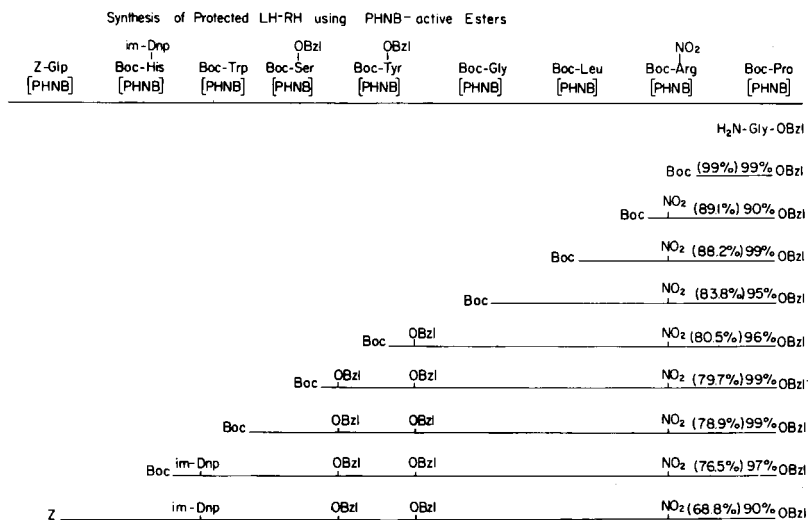 Synthesis of Protected LH-RH using PHNB-active Esters
im-Dnp OBzl OBzl NO₂
Z-Glp Boc-His Boc-Trp Boc-Ser Boc-Tyr Boc-Gly Boc-Leu Boc-Arg Boc-Pro
[PHNB] [PHNB] [PHNB] [PHNB] [PHNB] [PHNB] [PHNB] [PHNB] [PHNB]
H₂N-Gly-OBzl
Boc (99%) 99% OBzl
Boc NO₂ (89.1%) 90% OBzl
Boc NO₂ (88.2%) 99% OBzl
Boc NO₂ (83.8%) 95% OBzl
Boc OBzl NO₂ (80.5%) 96% OBzl
Boc OBzl OBzl NO₂ (79.7%) 99% OBzl
Boc OBzl OBzl NO₂ (78.9%) 99% OBzl
Boc im-Dnp OBzl OBzl NO₂ (76.5%) 97% OBzl
Z im-Dnp OBzl OBzl NO₂ (68.8%) 90% OBzl